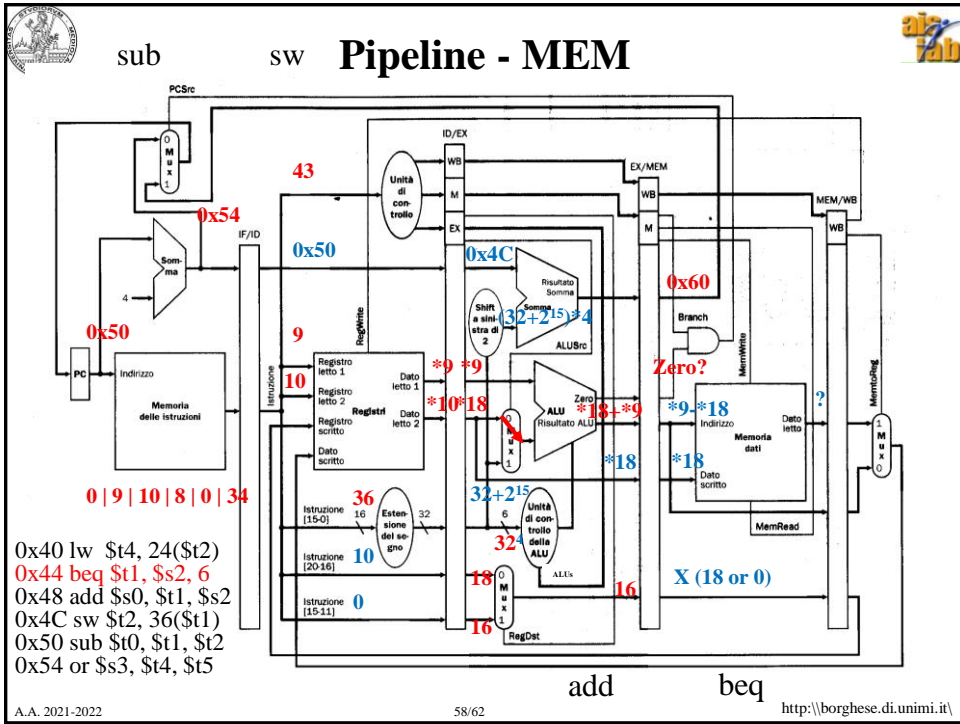 sub sw Pipeline - MEM
ais lab
PCSrc
ID/EX
0
M
u
x
1
43
Unità
di
con-
trollo
WB
M
EX
EX/MEM
WB
M
MEM/WB
WB
0x54
IF/ID
0x50
0x4C
Som-
ma
4
Risultato
Somma
Somma
0x60
Shift
a sini-
stra di
2
(32+2¹⁵)*4
Branch
0x50
9
RegWrite
ALUSrc
MemWrite
Zero?
MemtoReg
PC
Indirizzo
Memoria
delle istruzioni
Istruzione
10
Registro
letto 1
Registro
letto 2
Registro
scritto
Dato
scritto
Registri
Dato
letto 1
Dato
letto 2
*9 *9
*10 *18
0
M
u
x
1
Zero
ALU
Risultato ALU
*18+*9
*18
*9-*18
Indirizzo
Memoria
dati
Dato
letto
Dato
scritto
*18
?
1
M
u
x
0
0 | 9 | 10 | 8 | 0 | 34
Istruzione
[15-0]
36
16
Esten-
sione
del se-
gno
32
32+2¹⁵
6
32⁴
Unità
di con-
trollo
della
ALU
MemRead
Istruzione
[20-16]
10
ALUs
18
0
M
u
x
1
16
X (18 or 0)
Istruzione
[15-11]
0
16
RegDst
0x40 lw $t4, 24($t2)
0x44 beq $t1, $s2, 6
0x48 add $s0, $t1, $s2
0x4C sw $t2, 36($t1)
0x50 sub $t0, $t1, $t2
0x54 or $s3, $t4, $t5
add beq
A.A. 2021-2022 58/62 http:\\borghese.di.unimi.it\